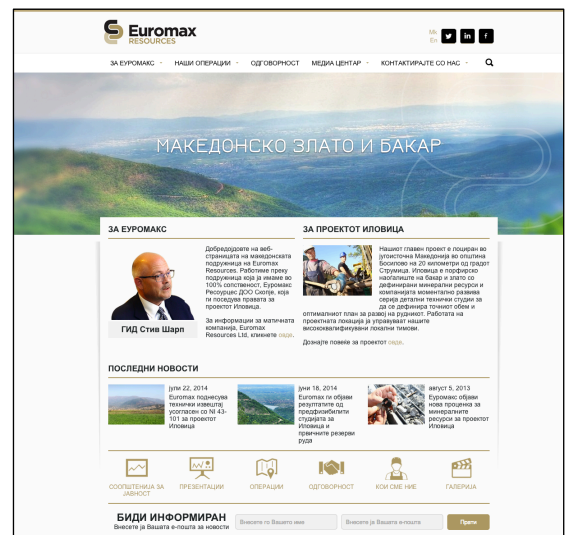 Euromax
RESOURCES
Mk
En
ЗА ЕУРОМАКС
НАШИ ОПЕРАЦИИ
ОДГОВОРНОСТ
МЕДИА ЦЕНТАР
КОНТАКТИРАЈТЕ СО НАС
МАКЕДОНСКО ЗЛАТО И БАКАР
ЗА ЕУРОМАКС
Добредојдовте на веб-
страницата на македонската
подружница на Euromax
Resources. Работиме преку
подружница која ја имаме во
100% сопственост, Еуромакс
Ресоурцес ДОО Скопје, која
ги поседува правата за
проектот Иловица.
За информации за матичната
компанија, Euromax
Resources Ltd, кликнете овде.
ГИД Стив Шарп
ЗА ПРОЕКТОТ ИЛОВИЦА
Нашиот главен проект е лоциран во
југоисточна Македонија во општина
Босилово на 20 километри од градот
Струмица. Иловица е порфирско
наоѓалиште на бакар и злато со
дефинирани минерални ресурси и
компанијата моментално развива
серија детални технички студии за
да се дефинира точниот обем и
оптималниот план за развој на рудникот. Работата на
проектната локација ја управуваат нашите
висококвалификувани локални тимови.
Дознајте повеќе за проектот овде.
ПОСЛЕДНИ НОВОСТИ
јули 22, 2014
Euromax поднесува
технички извештај
усогласен со NI 43-
101 за проектот
Иловица
јуни 18, 2014
Euromax ги објави
резултатите од
предфизибилити
студијата за
Иловица и
првичните резерви
руда
август 5, 2013
Еуромакс објави
нова проценка за
минералните
ресурси за проектот
Иловица
СООПШТЕНИЈА ЗА
ЈАВНОСТ
ПРЕЗЕНТАЦИИ
ОПЕРАЦИИ
ОДГОВОРНОСТ
КОИ СМЕ НИЕ
ГАЛЕРИЈА
БИДИ ИНФОРМИРАН
Внесете ја Вашата е-пошта за новости
Внесете го Вашето име
Внесете ја Вашата е-пошта
Прати